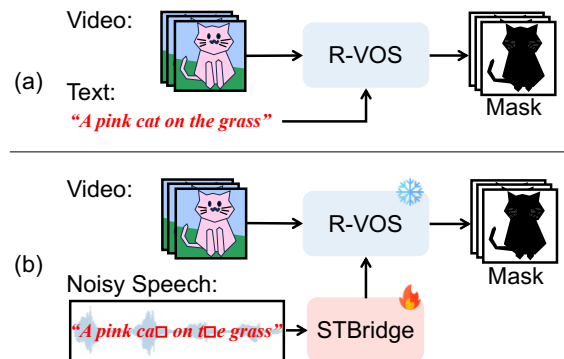 Video:
R-VOS
(a)
Text:
Mask
"A pink cat on the grass"
Video:
R-VOS
(b)
Noisy Speech:
Mask
"A pink ca□ on t□e grass"
STBridge